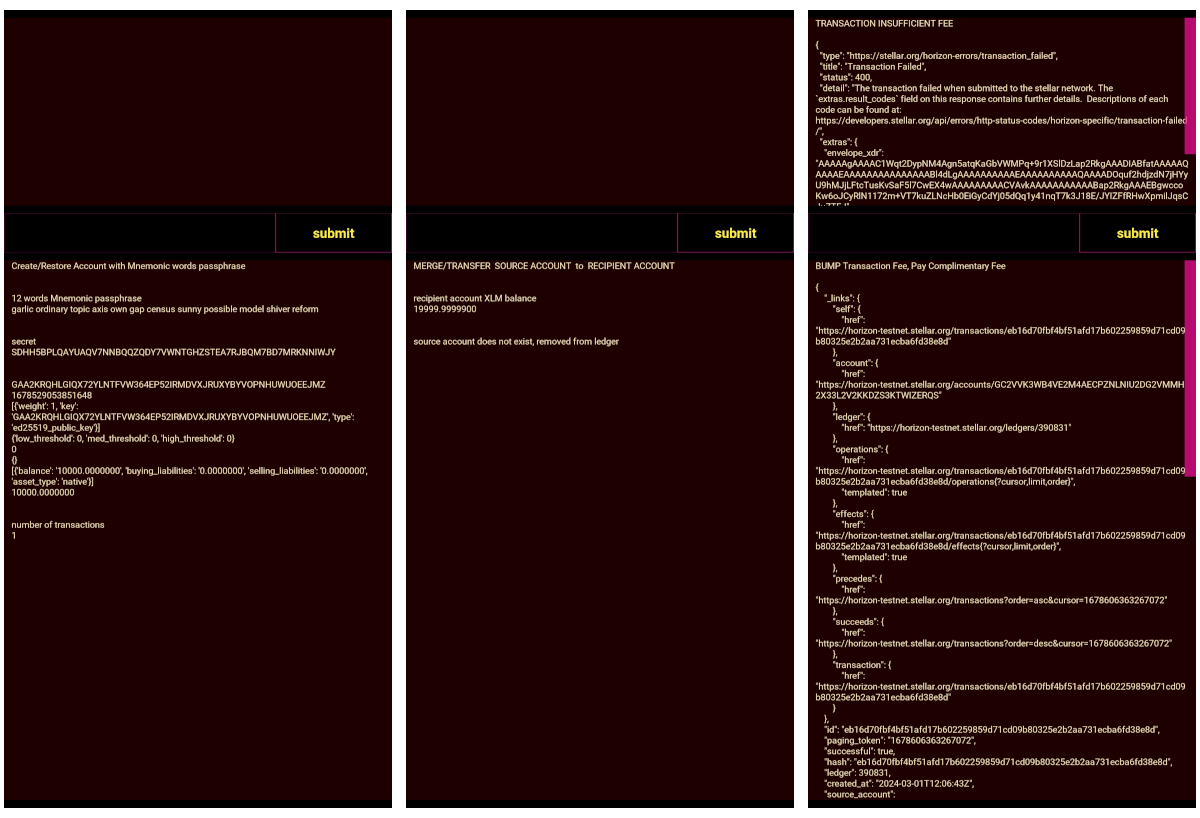 submit
Create/Restore Account with Mnemonic words passphrase
12 words Mnemonic passphrase
garlic ordinary topic axis own gap census sunny possible model shiver reform
secret
SDHH5BPLQAYUAQV7NNBQQZQDY7VWNTGHZSTEA7RJBQM7BD7MRKNNIWJY
GAA2KRQHLGIQX72YLNTFVW364EP52IRMDVXJRUXYBYVOPNHUWUOEEJMZ
1678529053851648
[{'weight': 1, 'key':
'GAA2KRQHLGIQX72YLNTFVW364EP52IRMDVXJRUXYBYVOPNHUWUOEEJMZ', 'type':
'ed25519_public_key'}]
{'low_threshold': 0, 'med_threshold': 0, 'high_threshold': 0}
0
{}
[{'balance': '10000.0000000', 'buying_liabilities': '0.0000000', 'selling_liabilities': '0.0000000',
'asset_type': 'native'}]
10000.0000000
number of transactions
1
submit
MERGE/TRANSFER SOURCE ACCOUNT to RECIPIENT ACCOUNT
recipient account XLM balance
19999.9999900
source account does not exist, removed from ledger
TRANSACTION INSUFFICIENT FEE
{
"type": "https://stellar.org/horizon-errors/transaction_failed",
"title": "Transaction Failed",
"status": 400,
"detail": "The transaction failed when submitted to the stellar network. The
`extras.result_codes` field on this response contains further details.  Descriptions of each
code can be found at:
https://developers.stellar.org/api/errors/http-status-codes/horizon-specific/transaction-failed
/",
"extras": {
"envelope_xdr":
submit
BUMP Transaction Fee, Pay Complimentary Fee
{
"_links": {
"self": {
"href":
"https://horizon-testnet.stellar.org/transactions/eb16d70fbf4bf51afd17b602259859d71cd09
b80325e2b2aa731ecba6fd38e8d"
},
"account": {
"href":
"https://horizon-testnet.stellar.org/accounts/GC2VVK3WB4VE2M4AECPZNLNIU2DG2VMMH
2X33L2V2KKDZS3KTWIZERQS"
},
"ledger": {
"href": "https://horizon-testnet.stellar.org/ledgers/390831"
},
"operations": {
"href":
"https://horizon-testnet.stellar.org/transactions/eb16d70fbf4bf51afd17b602259859d71cd09
b80325e2b2aa731ecba6fd38e8d/operations{?cursor,limit,order}",
"templated": true
},
"effects": {
"href":
"https://horizon-testnet.stellar.org/transactions/eb16d70fbf4bf51afd17b602259859d71cd09
b80325e2b2aa731ecba6fd38e8d/effects{?cursor,limit,order}",
"templated": true
},
"precedes": {
"href":
"https://horizon-testnet.stellar.org/transactions?order=asc&cursor=1678606363267072"
},
"succeeds": {
"href":
"https://horizon-testnet.stellar.org/transactions?order=desc&cursor=1678606363267072"
},
"transaction": {
"href":
"https://horizon-testnet.stellar.org/transactions/eb16d70fbf4bf51afd17b602259859d71cd09
b80325e2b2aa731ecba6fd38e8d"
}
},
"id": "eb16d70fbf4bf51afd17b602259859d71cd09b80325e2b2aa731ecba6fd38e8d",
"paging_token": "1678606363267072",
"successful": true,
"hash": "eb16d70fbf4bf51afd17b602259859d71cd09b80325e2b2aa731ecba6fd38e8d",
"ledger": 390831,
"created_at": "2024-03-01T12:06:43Z",
"source_account":